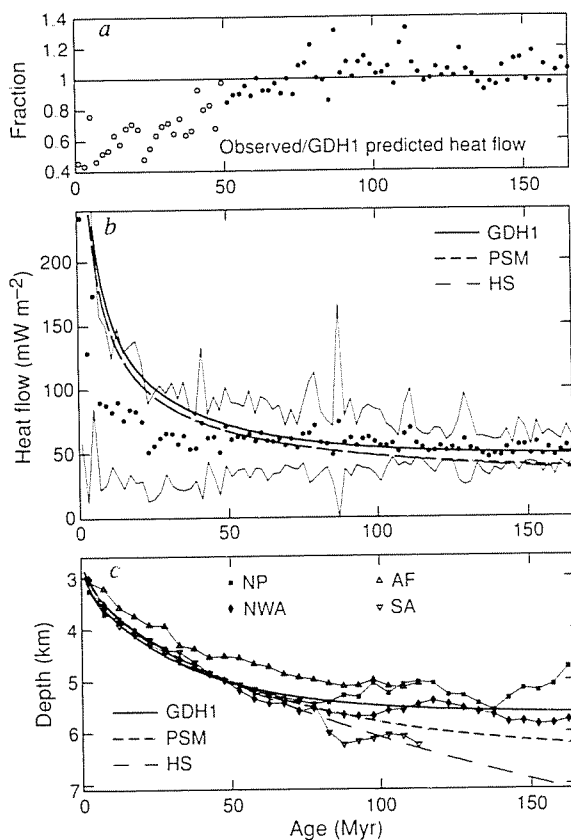 a
1.4
1.2
1
0.8
0.6
0.4
Fraction
Observed/GDH1 predicted heat flow
0 50 100 150
b
200
150
100
50
0
Heat flow (mW m⁻²)
GDH1
PSM
HS
0 50 100 150
c
3
4
5
6
7
Depth (km)
NP AF
NWA SA
GDH1
PSM
HS
0 50 100 150
Age (Myr)